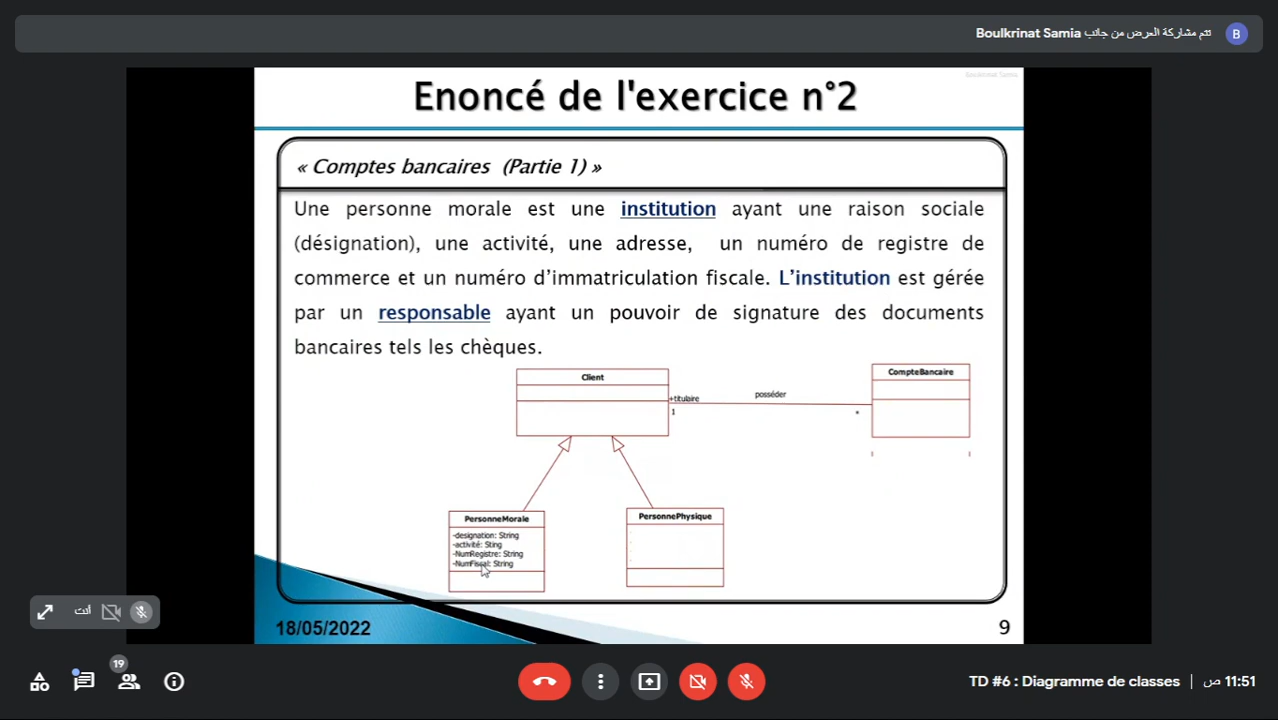 تتم مشاركة العرض من جانب Boulkrinat Samia
B
Boulkrinat Samia
Enoncé de l'exercice n°2
« Comptes bancaires (Partie 1) »
Une personne morale est une institution ayant une raison sociale
(désignation), une activité, une adresse, un numéro de registre de
commerce et un numéro d'immatriculation fiscale. L'institution est gérée
par un responsable ayant un pouvoir de signature des documents
bancaires tels les chèques.
Client
CompteBancaire
+titulaire
posséder
1
*
PersonneMorale
-designation: String
-activité: Sting
-NumRegistre: String
-NumFiscal: String
PersonnePhysique
أنت
18/05/2022
9
19
TD #6 : Diagramme de classes | 11:51 ص